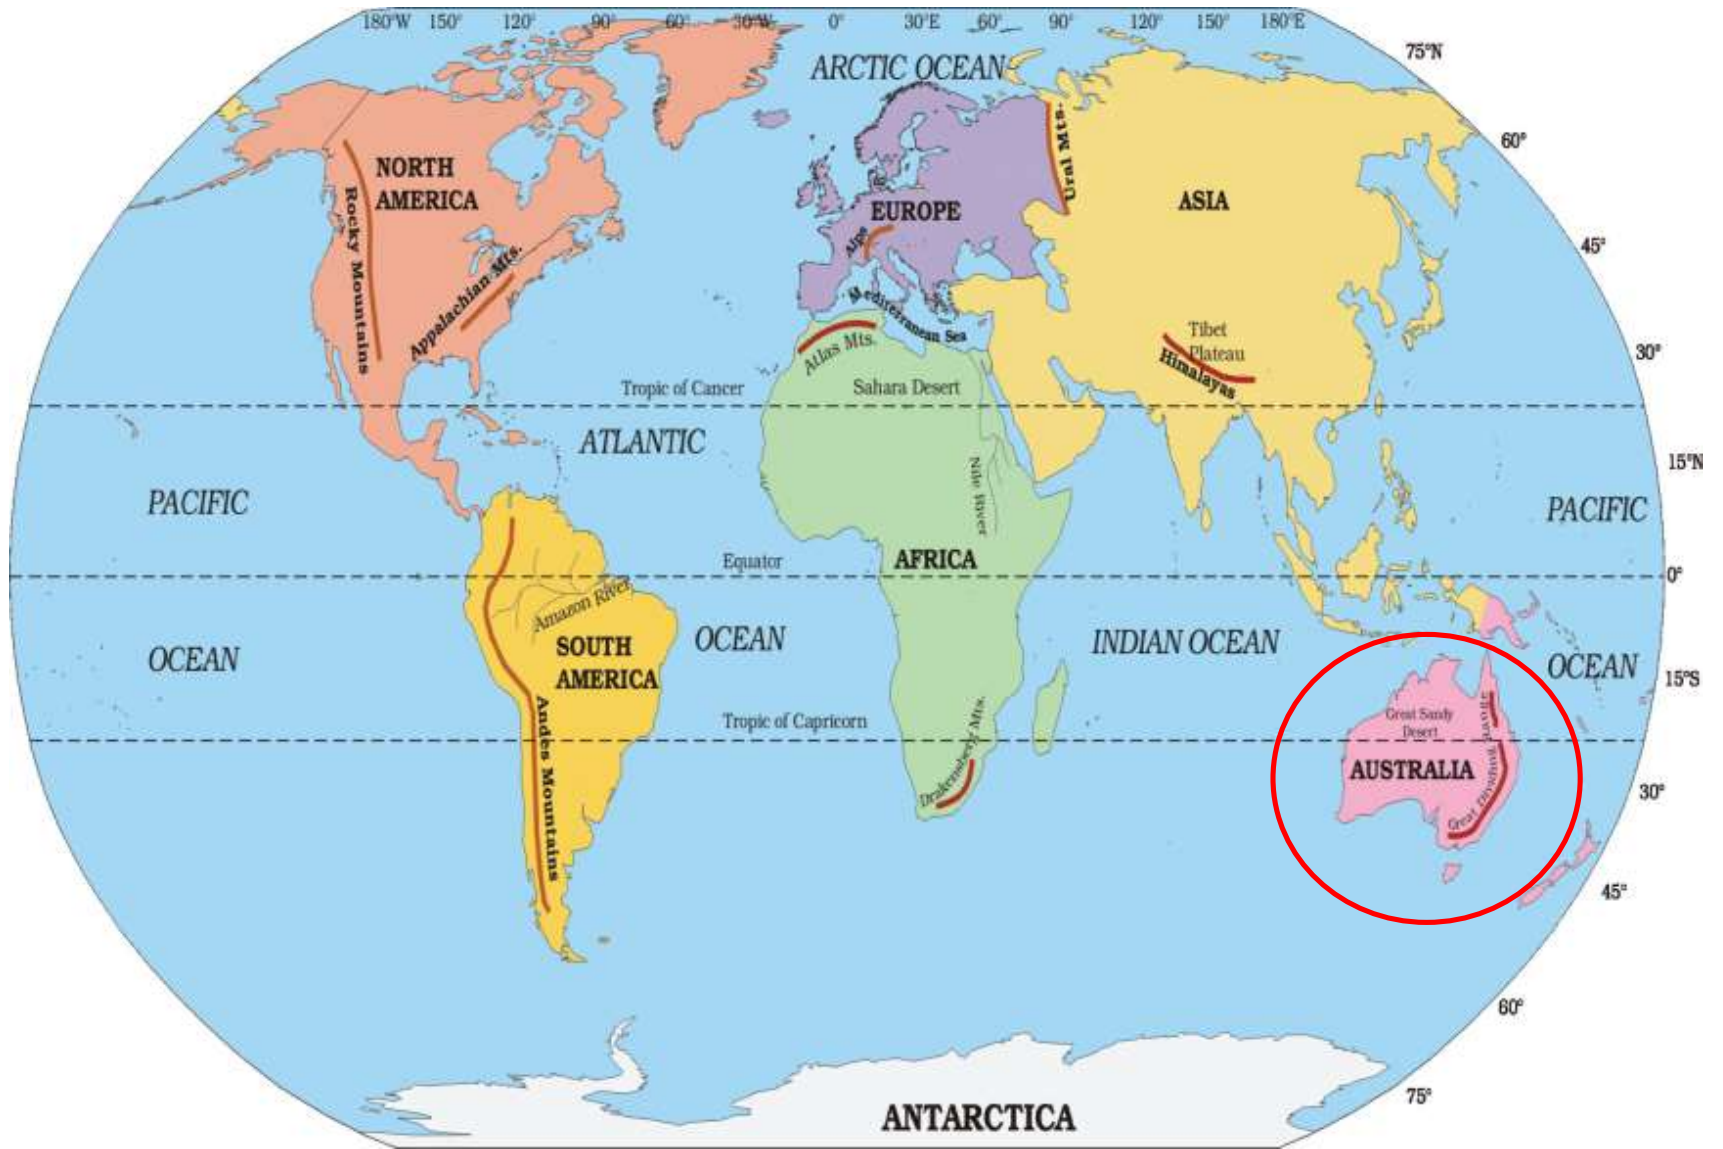 180°W 150° 120° 90° 60° 30°W 0° 30°E 60° 90° 120° 150° 180°E
75°N
ARCTIC OCEAN
60°
Ural Mts.
NORTH
AMERICA
ASIA
EUROPE
Rocky Mountains
Alps
45°
Appalachian Mts.
Mediterranean Sea
Tibet
Plateau
Atlas Mts.
30°
Himalayas
Tropic of Cancer
Sahara Desert
ATLANTIC
15°N
Nile River
PACIFIC
PACIFIC
Equator
AFRICA
0°
Amazon River
OCEAN
INDIAN OCEAN
SOUTH
AMERICA
OCEAN
OCEAN
15°S
Andes Mountains
Drakensberg Mts.
Tropic of Capricorn
Great Sandy
Desert
AUSTRALIA
Great Dividing Range
30°
45°
60°
75°
ANTARCTICA